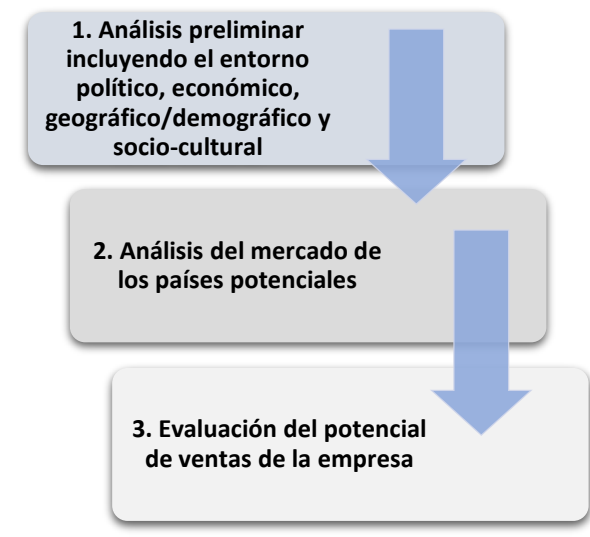 1. Análisis preliminar
incluyendo el entorno
político, económico,
geográfico/demográfico y
socio-cultural
2. Análisis del mercado de
los países potenciales
3. Evaluación del potencial
de ventas de la empresa